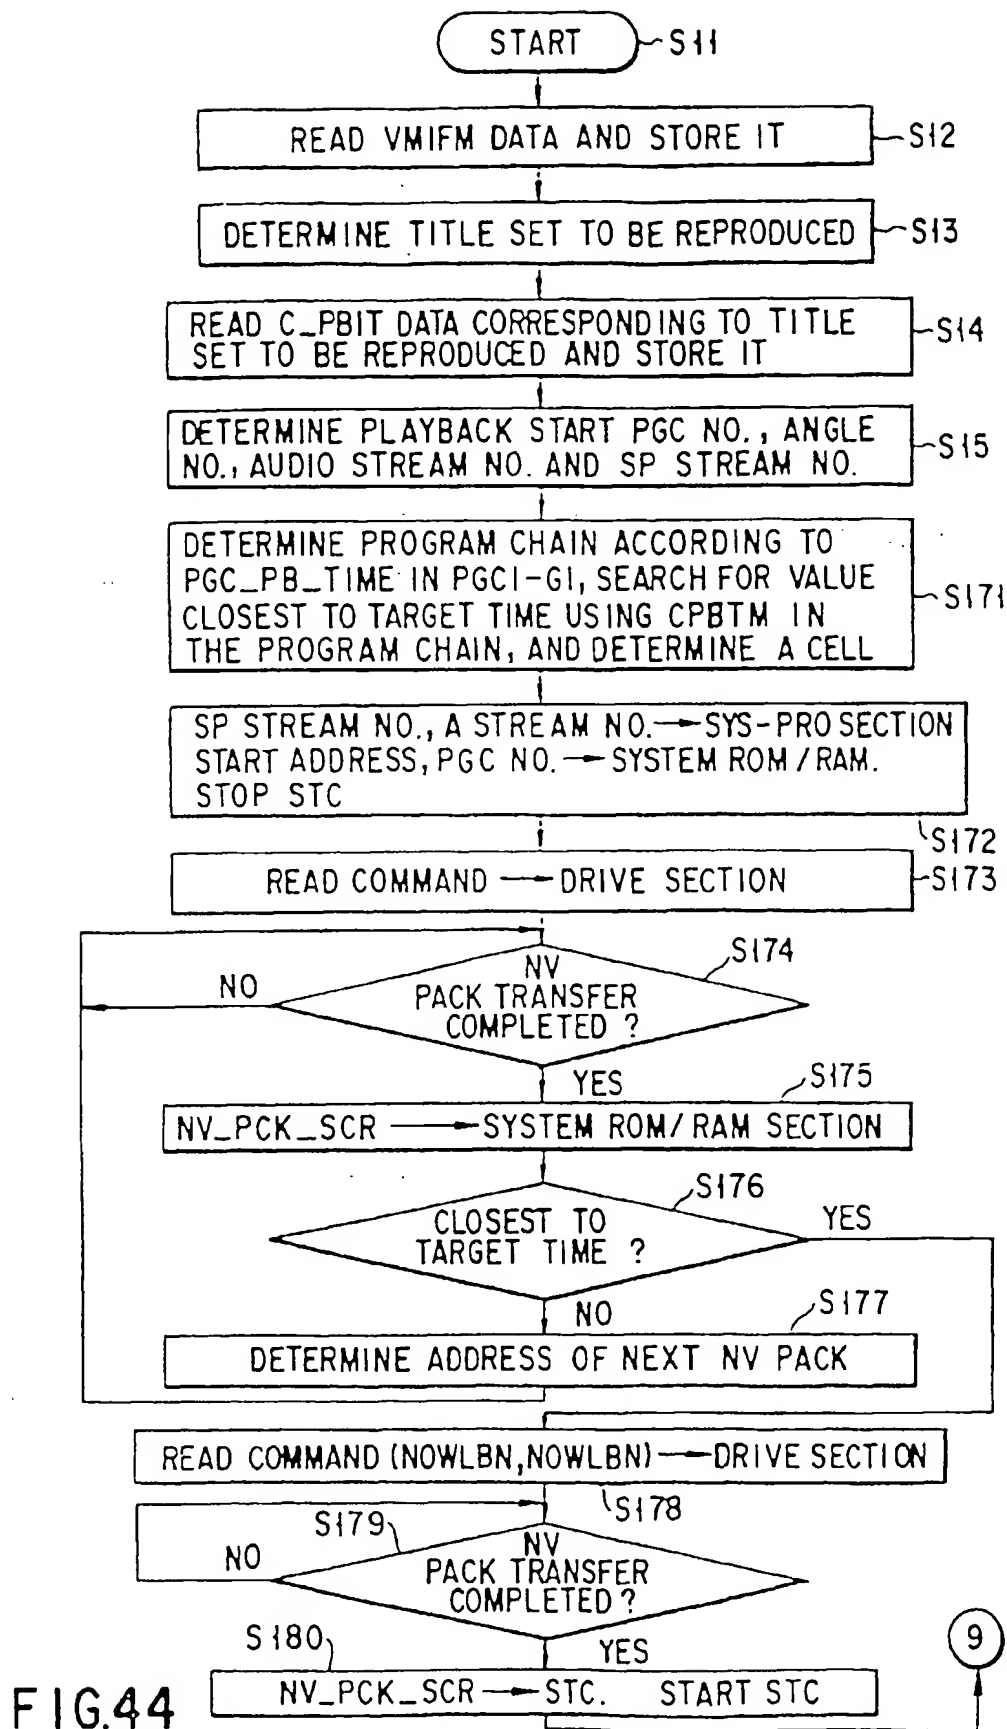 START
S11
READ VMIFM DATA AND STORE IT
S12
DETERMINE TITLE SET TO BE REPRODUCED
S13
READ C_PBIT DATA CORRESPONDING TO TITLE
SET TO BE REPRODUCED AND STORE IT
S14
DETERMINE PLAYBACK START PGC NO., ANGLE
NO., AUDIO STREAM NO. AND SP STREAM NO.
S15
DETERMINE PROGRAM CHAIN ACCORDING TO
PGC_PB_TIME IN PGCI-GI, SEARCH FOR VALUE
CLOSEST TO TARGET TIME USING CPBTM IN
THE PROGRAM CHAIN, AND DETERMINE A CELL
S171
SP STREAM NO., A STREAM NO. → SYS-PRO SECTION
START ADDRESS, PGC NO. → SYSTEM ROM/RAM.
STOP STC
S172
READ COMMAND → DRIVE SECTION
S173
S174
NO
NV
PACK TRANSFER
COMPLETED ?
YES
S175
NV_PCK_SCR → SYSTEM ROM/RAM SECTION
S176
CLOSEST TO
TARGET TIME ?
YES
NO
S177
DETERMINE ADDRESS OF NEXT NV PACK
READ COMMAND (NOWLBN,NOWLBN) → DRIVE SECTION
S178
S179
NO
NV
PACK TRANSFER
COMPLETED ?
YES
S180
9
NV_PCK_SCR → STC. START STC
FIG.44